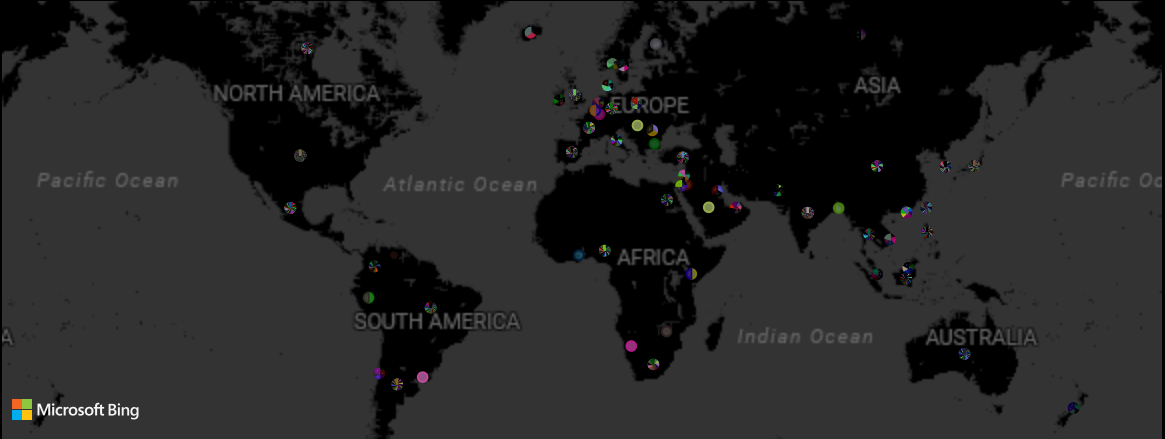 NORTH AMERICA
EUROPE
ASIA
Pacific Ocean
Atlantic Ocean
Pacific Oc
AFRICA
SOUTH AMERICA
Indian Ocean
AUSTRALIA
A
Microsoft Bing